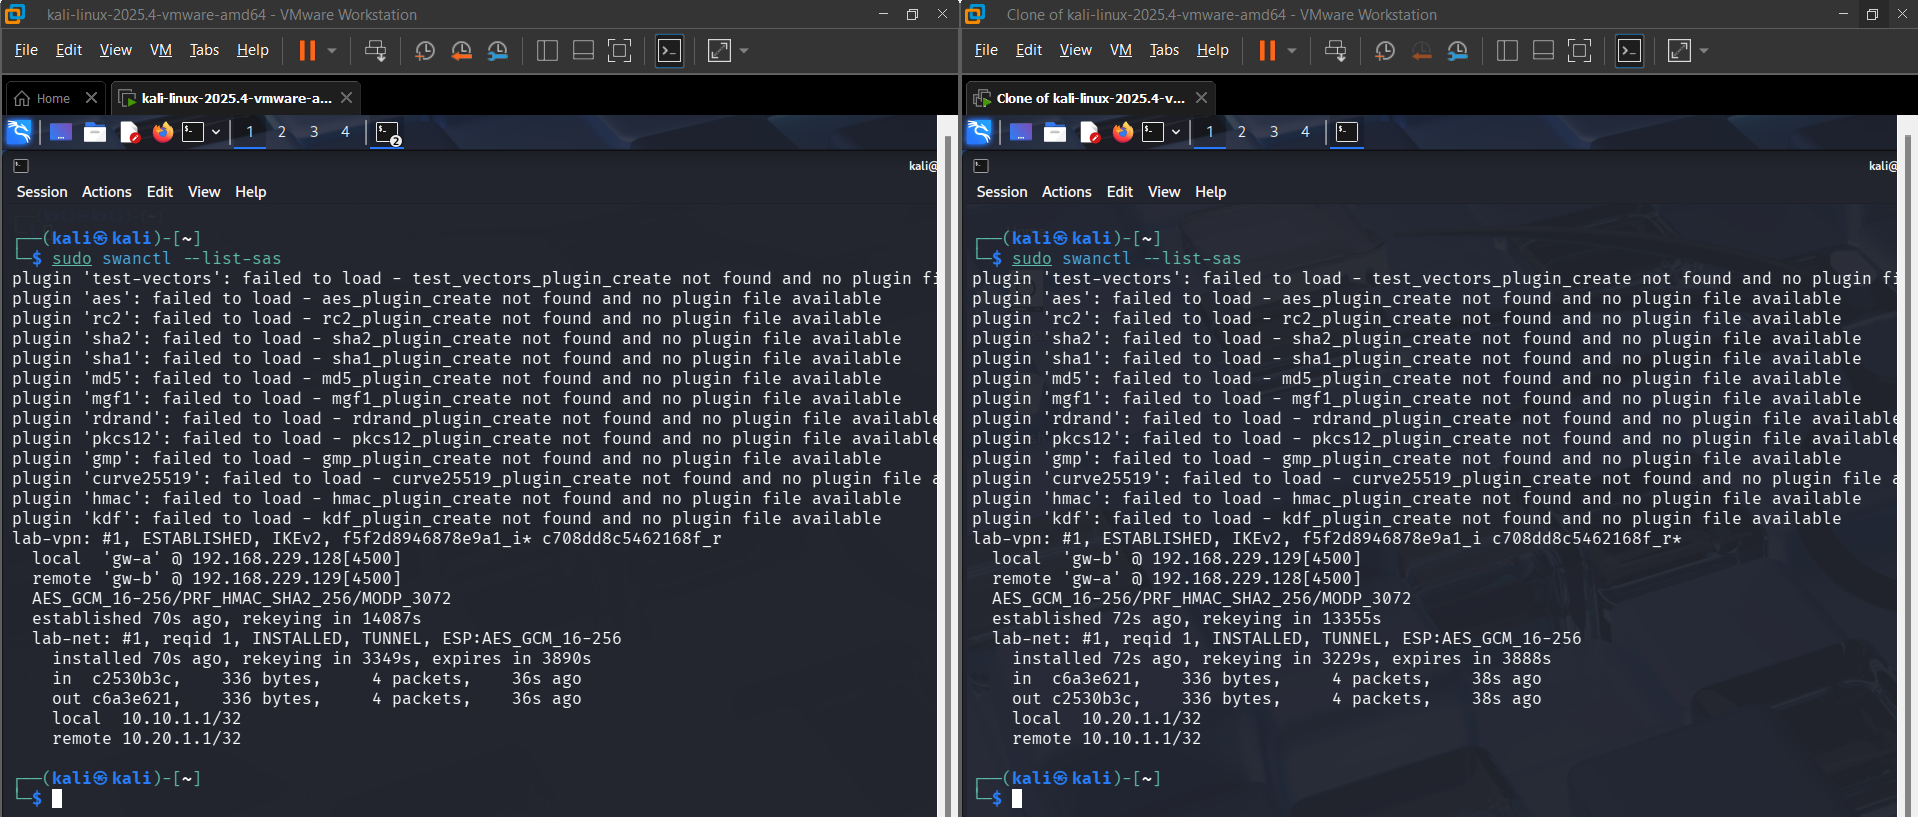 kali-linux-2025.4-vmware-amd64 - VMware Workstation
File Edit View VM Tabs Help
Home
kali-linux-2025.4-vmware-a...
1 2 3 4
2
kali@
Session Actions Edit View Help
┌──(kali㉿kali)-[~]
└─$ sudo swanctl --list-sas
plugin 'test-vectors': failed to load - test_vectors_plugin_create not found and no plugin fi
plugin 'aes': failed to load - aes_plugin_create not found and no plugin file available
plugin 'rc2': failed to load - rc2_plugin_create not found and no plugin file available
plugin 'sha2': failed to load - sha2_plugin_create not found and no plugin file available
plugin 'sha1': failed to load - sha1_plugin_create not found and no plugin file available
plugin 'md5': failed to load - md5_plugin_create not found and no plugin file available
plugin 'mgf1': failed to load - mgf1_plugin_create not found and no plugin file available
plugin 'rdrand': failed to load - rdrand_plugin_create not found and no plugin file available
plugin 'pkcs12': failed to load - pkcs12_plugin_create not found and no plugin file available
plugin 'gmp': failed to load - gmp_plugin_create not found and no plugin file available
plugin 'curve25519': failed to load - curve25519_plugin_create not found and no plugin file a
plugin 'hmac': failed to load - hmac_plugin_create not found and no plugin file available
plugin 'kdf': failed to load - kdf_plugin_create not found and no plugin file available
lab-vpn: #1, ESTABLISHED, IKEv2, f5f2d8946878e9a1_i* c708dd8c5462168f_r
  local  'gw-a' @ 192.168.229.128[4500]
  remote 'gw-b' @ 192.168.229.129[4500]
  AES_GCM_16-256/PRF_HMAC_SHA2_256/MODP_3072
  established 70s ago, rekeying in 14087s
  lab-net: #1, reqid 1, INSTALLED, TUNNEL, ESP:AES_GCM_16-256
    installed 70s ago, rekeying in 3349s, expires in 3890s
    in  c2530b3c,    336 bytes,     4 packets,    36s ago
    out c6a3e621,    336 bytes,     4 packets,    36s ago
    local  10.10.1.1/32
    remote 10.20.1.1/32
┌──(kali㉿kali)-[~]
└─$
Clone of kali-linux-2025.4-vmware-amd64 - VMware Workstation
File Edit View VM Tabs Help
Clone of kali-linux-2025.4-v...
1 2 3 4
kali@
Session Actions Edit View Help
┌──(kali㉿kali)-[~]
└─$ sudo swanctl --list-sas
plugin 'test-vectors': failed to load - test_vectors_plugin_create not found and no plugin fi
plugin 'aes': failed to load - aes_plugin_create not found and no plugin file available
plugin 'rc2': failed to load - rc2_plugin_create not found and no plugin file available
plugin 'sha2': failed to load - sha2_plugin_create not found and no plugin file available
plugin 'sha1': failed to load - sha1_plugin_create not found and no plugin file available
plugin 'md5': failed to load - md5_plugin_create not found and no plugin file available
plugin 'mgf1': failed to load - mgf1_plugin_create not found and no plugin file available
plugin 'rdrand': failed to load - rdrand_plugin_create not found and no plugin file available
plugin 'pkcs12': failed to load - pkcs12_plugin_create not found and no plugin file available
plugin 'gmp': failed to load - gmp_plugin_create not found and no plugin file available
plugin 'curve25519': failed to load - curve25519_plugin_create not found and no plugin file a
plugin 'hmac': failed to load - hmac_plugin_create not found and no plugin file available
plugin 'kdf': failed to load - kdf_plugin_create not found and no plugin file available
lab-vpn: #1, ESTABLISHED, IKEv2, f5f2d8946878e9a1_i c708dd8c5462168f_r*
  local  'gw-b' @ 192.168.229.129[4500]
  remote 'gw-a' @ 192.168.229.128[4500]
  AES_GCM_16-256/PRF_HMAC_SHA2_256/MODP_3072
  established 72s ago, rekeying in 13355s
  lab-net: #1, reqid 1, INSTALLED, TUNNEL, ESP:AES_GCM_16-256
    installed 72s ago, rekeying in 3229s, expires in 3888s
    in  c6a3e621,    336 bytes,     4 packets,    38s ago
    out c2530b3c,    336 bytes,     4 packets,    38s ago
    local  10.20.1.1/32
    remote 10.10.1.1/32
┌──(kali㉿kali)-[~]
└─$